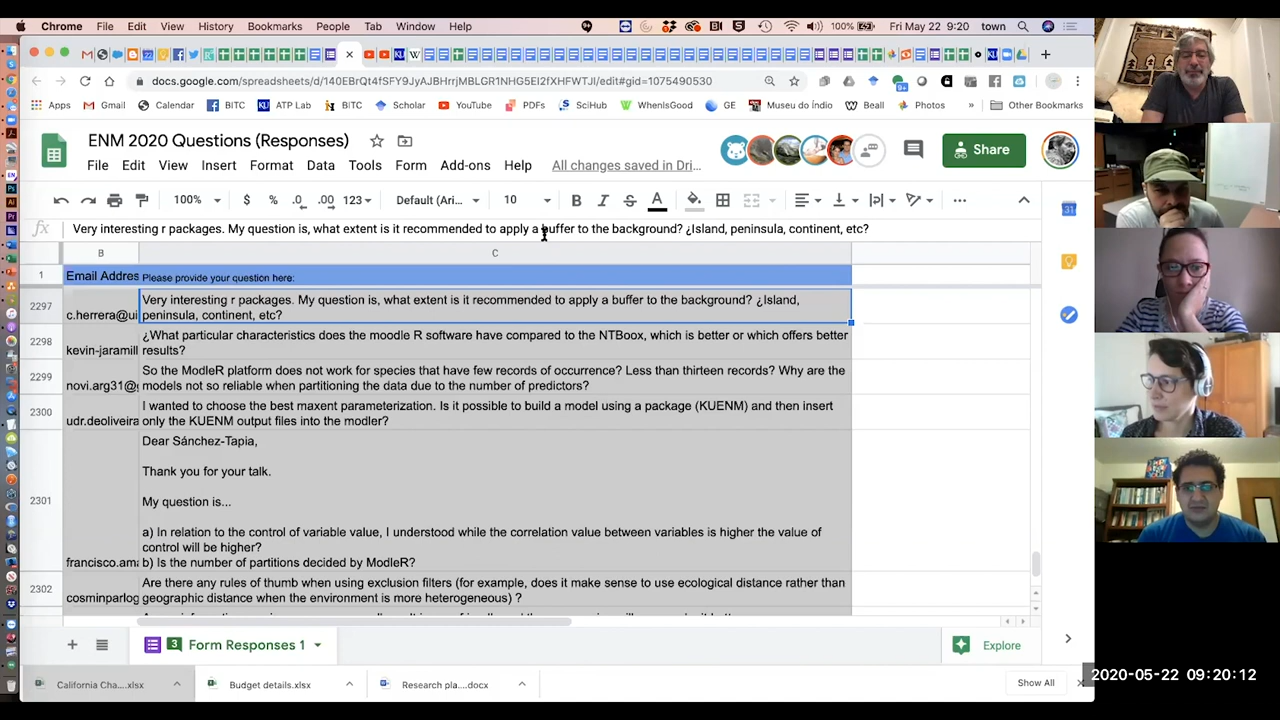 Chrome File Edit View History Bookmarks People Tab Window Help 100% Fri May 22 9:20 town
docs.google.com/spreadsheets/d/140EBrQt4fSFY9JyAJBHrrjMBLGR1NHG5EI2fXHFWTJI/edit#gid=1075490530
Apps Gmail Calendar BITC ATP Lab BITC Scholar YouTube PDFs SciHub WhenIsGood GE Museu do Índio Beall Photos » Other Bookmarks
ENM 2020 Questions (Responses)
Share
File Edit View Insert Format Data Tools Form Add-ons Help All changes saved in Dri...
100% $ % .0 .00 123 Default (Ari... 10 B I S A
fx Very interesting r packages. My question is, what extent is it recommended to apply a buffer to the background? ¿Island, peninsula, continent, etc?
B C
1 Email Addres Please provide your question here:
2297 c.herrera@ui Very interesting r packages. My question is, what extent is it recommended to apply a buffer to the background? ¿Island,
peninsula, continent, etc?
2298 kevin-jaramill ¿What particular characteristics does the moodle R software have compared to the NTBoox, which is better or which offers better
results?
2299 novi.arg31@g So the ModleR platform does not work for species that have few records of occurrence? Less than thirteen records? Why are the
models not so reliable when partitioning the data due to the number of predictors?
2300 udr.deoliveira I wanted to choose the best maxent parameterization. Is it possible to build a model using a package (KUENM) and then insert
only the KUENM output files into the modler?
Dear Sánchez-Tapia,
Thank you for your talk.
My question is...
2301
a) In relation to the control of variable value, I understood while the correlation value between variables is higher the value of
control will be higher?
francisco.ama b) Is the number of partitions decided by ModleR?
2302 cosminparlog Are there any rules of thumb when using exclusion filters (for example, does it make sense to use ecological distance rather than
geographic distance when the environment is more heterogeneous) ?
3 Form Responses 1 Explore
California Cha....xlsx Budget details.xlsx Research pla....docx Show All
2020-05-22 09:20:12